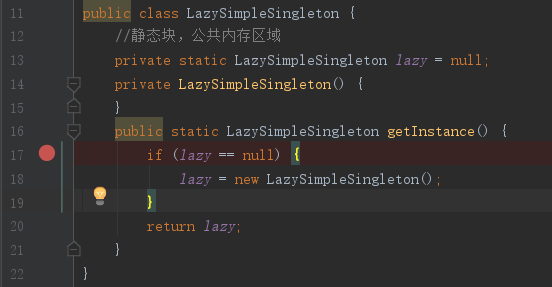 11 public class LazySimpleSingleton {
12     //静态块, 公共内存区域
13     private static LazySimpleSingleton lazy = null;
14     private LazySimpleSingleton() {
15     }
16     public static LazySimpleSingleton getInstance() {
17         if (lazy == null) {
18             lazy = new LazySimpleSingleton();
19         }
20         return lazy;
21     }
22 }